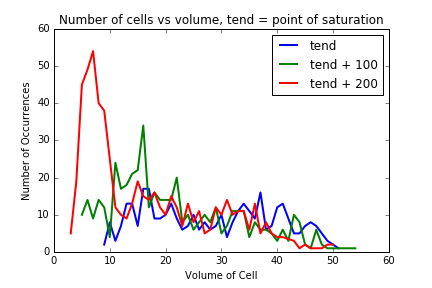 Number of cells vs volume, tend = point of saturation
60
50
40
30
20
10
0
Number of Occurrences
tend
tend + 100
tend + 200
0 10 20 30 40 50 60
Volume of Cell